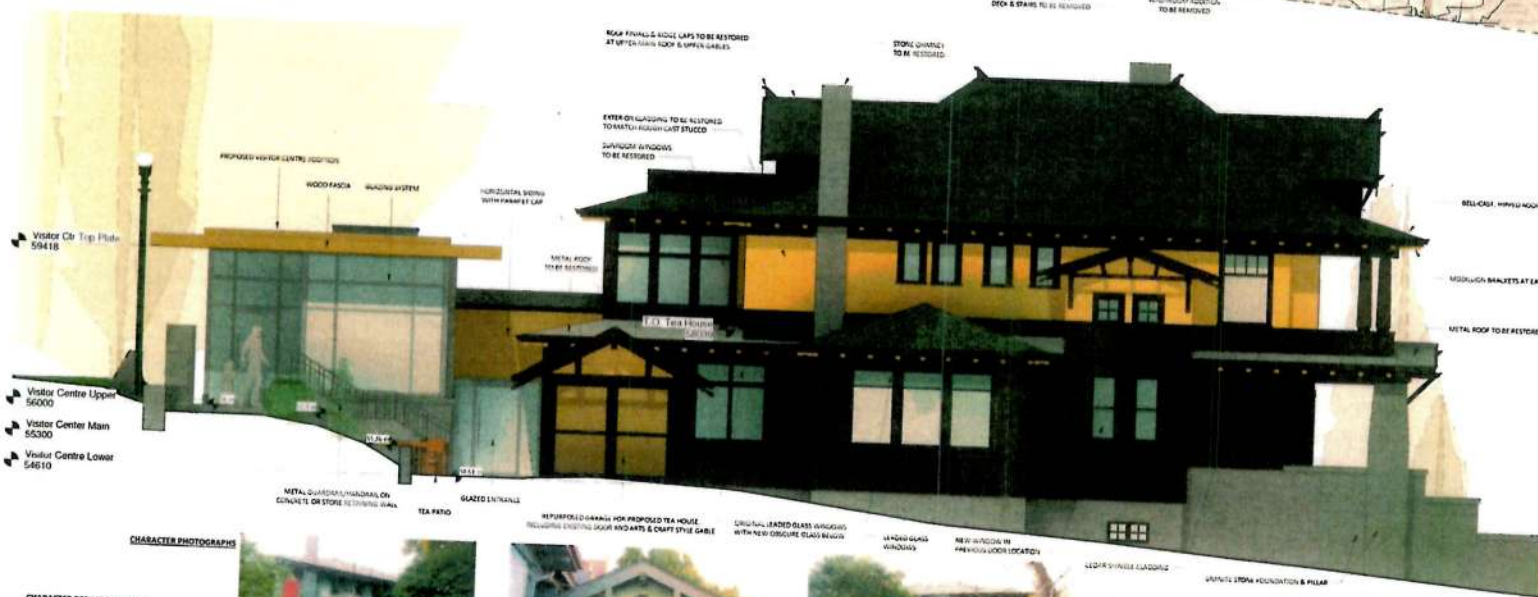 DECK & STAIRS TO BE REMOVED
TO BE REMOVED
ROOF FINIALS & RIDGE CAPS TO BE RESTORED
AT UPPER MAIN ROOF & UPPER GABLES
STONE CHIMNEY
TO BE RESTORED
EXTERIOR CLADDING TO BE RESTORED
TO MATCH ROUGH CAST STUCCO
SUNROOM WINDOWS
TO BE RESTORED
PROPOSED VISITOR CENTRE ADDITION
WOOD FASCIA
GLAZING SYSTEM
HORIZONTAL SIDING
WITH PARAPET CAP
BELL-CAST, HIPPED ROOF
Visitor Ctr Top Plate
59418
METAL ROOF
TO BE RESTORED
MODILLION BRACKETS AT
T.O. Tea House
METAL ROOF TO BE RESTORED
Visitor Centre Upper
56000
Visitor Center Main
55300
Visitor Centre Lower
54610
METAL GUARDRAIL/HANDRAIL ON
CONCRETE OR STONE RETAINING WALL
TEA PATIO
GLAZED ENTRANCE
REPURPOSED GARAGE FOR PROPOSED TEA HOUSE
INCLUDING EXISTING DOOR AND ARTS & CRAFT STYLE GABLE
ORIGINAL LEADED GLASS WINDOWS
WITH NEW OBSCURE GLASS BELOW
LEADED GLASS
WINDOWS
NEW WINDOW IN
PREVIOUS DOOR LOCATION
CEDAR SHINGLE CLADDING
GRANITE STONE FOUNDATION & PILLAR
CHARACTER PHOTOGRAPHS